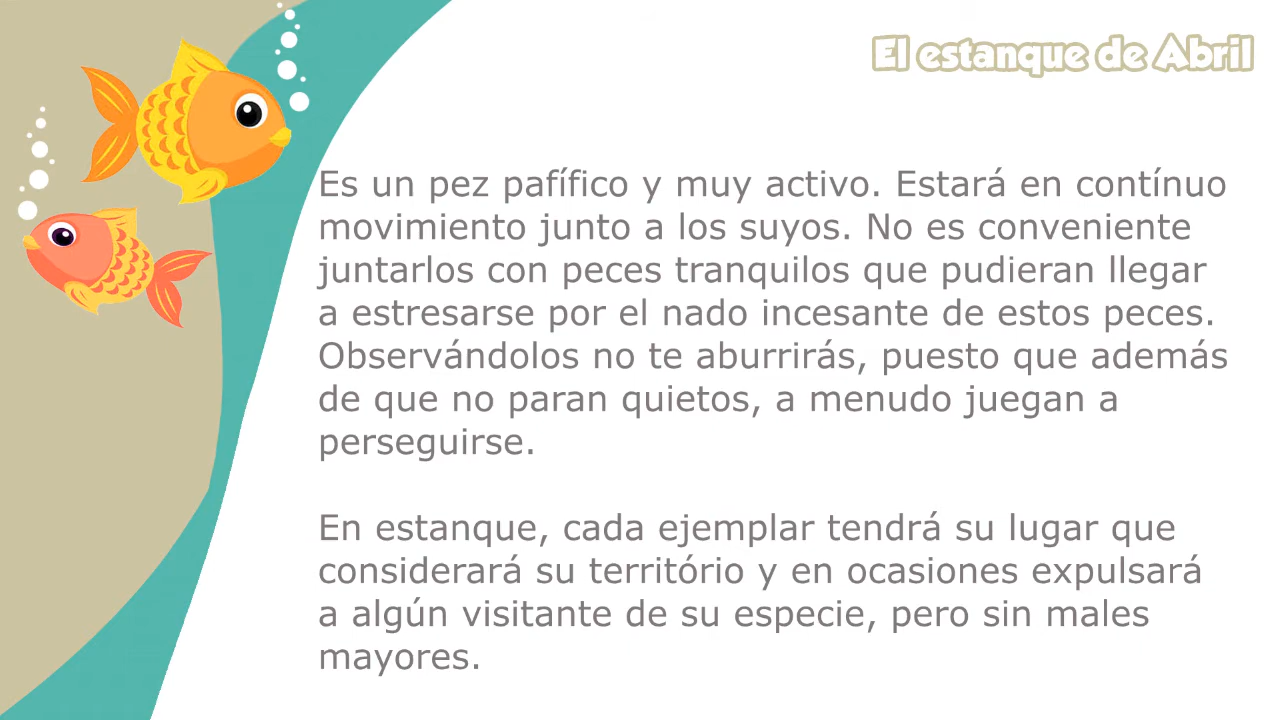 El estanque de Abril
Es un pez pafífico y muy activo. Estará en contínuo
movimiento junto a los suyos. No es conveniente
juntarlos con peces tranquilos que pudieran llegar
a estresarse por el nado incesante de estos peces.
Observándolos no te aburrirás, puesto que además
de que no paran quietos, a menudo juegan a
perseguirse.
En estanque, cada ejemplar tendrá su lugar que
considerará su território y en ocasiones expulsará
a algún visitante de su especie, pero sin males
mayores.